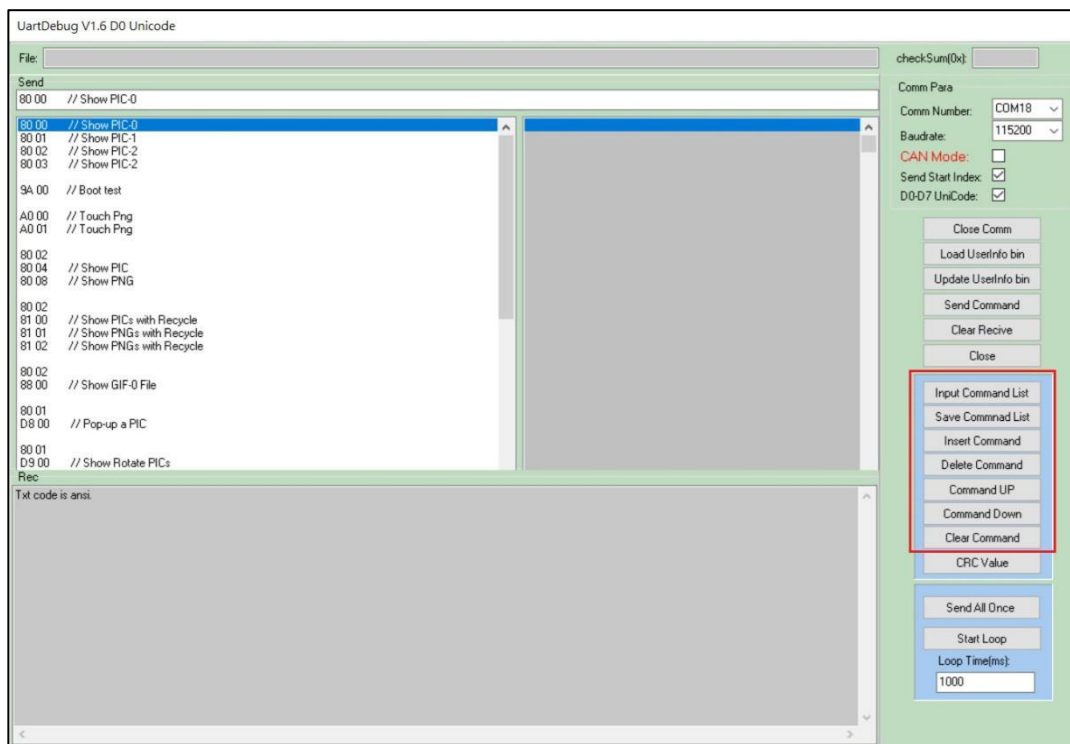 UartDebug V1.6 D0 Unicode
File:
checkSum(0x):
Send
80 00 // Show PIC-0
80 00 // Show PIC-0
80 01 // Show PIC-1
80 02 // Show PIC-2
80 03 // Show PIC-2
9A 00 // Boot test
A0 00 // Touch Png
A0 01 // Touch Png
80 02
80 04 // Show PIC
80 08 // Show PNG
80 02
81 00 // Show PICs with Recycle
81 01 // Show PNGs with Recycle
81 02 // Show PNGs with Recycle
80 02
88 00 // Show GIF-0 File
80 01
D8 00 // Pop-up a PIC
80 01
D9 00 // Show Rotate PICs
Rec
Txt code is ansi.
Comm Para
Comm Number: COM18
Baudrate: 115200
CAN Mode:
Send Start Index:
D0-D7 UniCode:
Close Comm
Load UserInfo bin
Update UserInfo bin
Send Command
Clear Recive
Close
Input Command List
Save Commnad List
Insert Command
Delete Command
Command UP
Command Down
Clear Command
CRC Value
Send All Once
Start Loop
Loop Time(ms):
1000